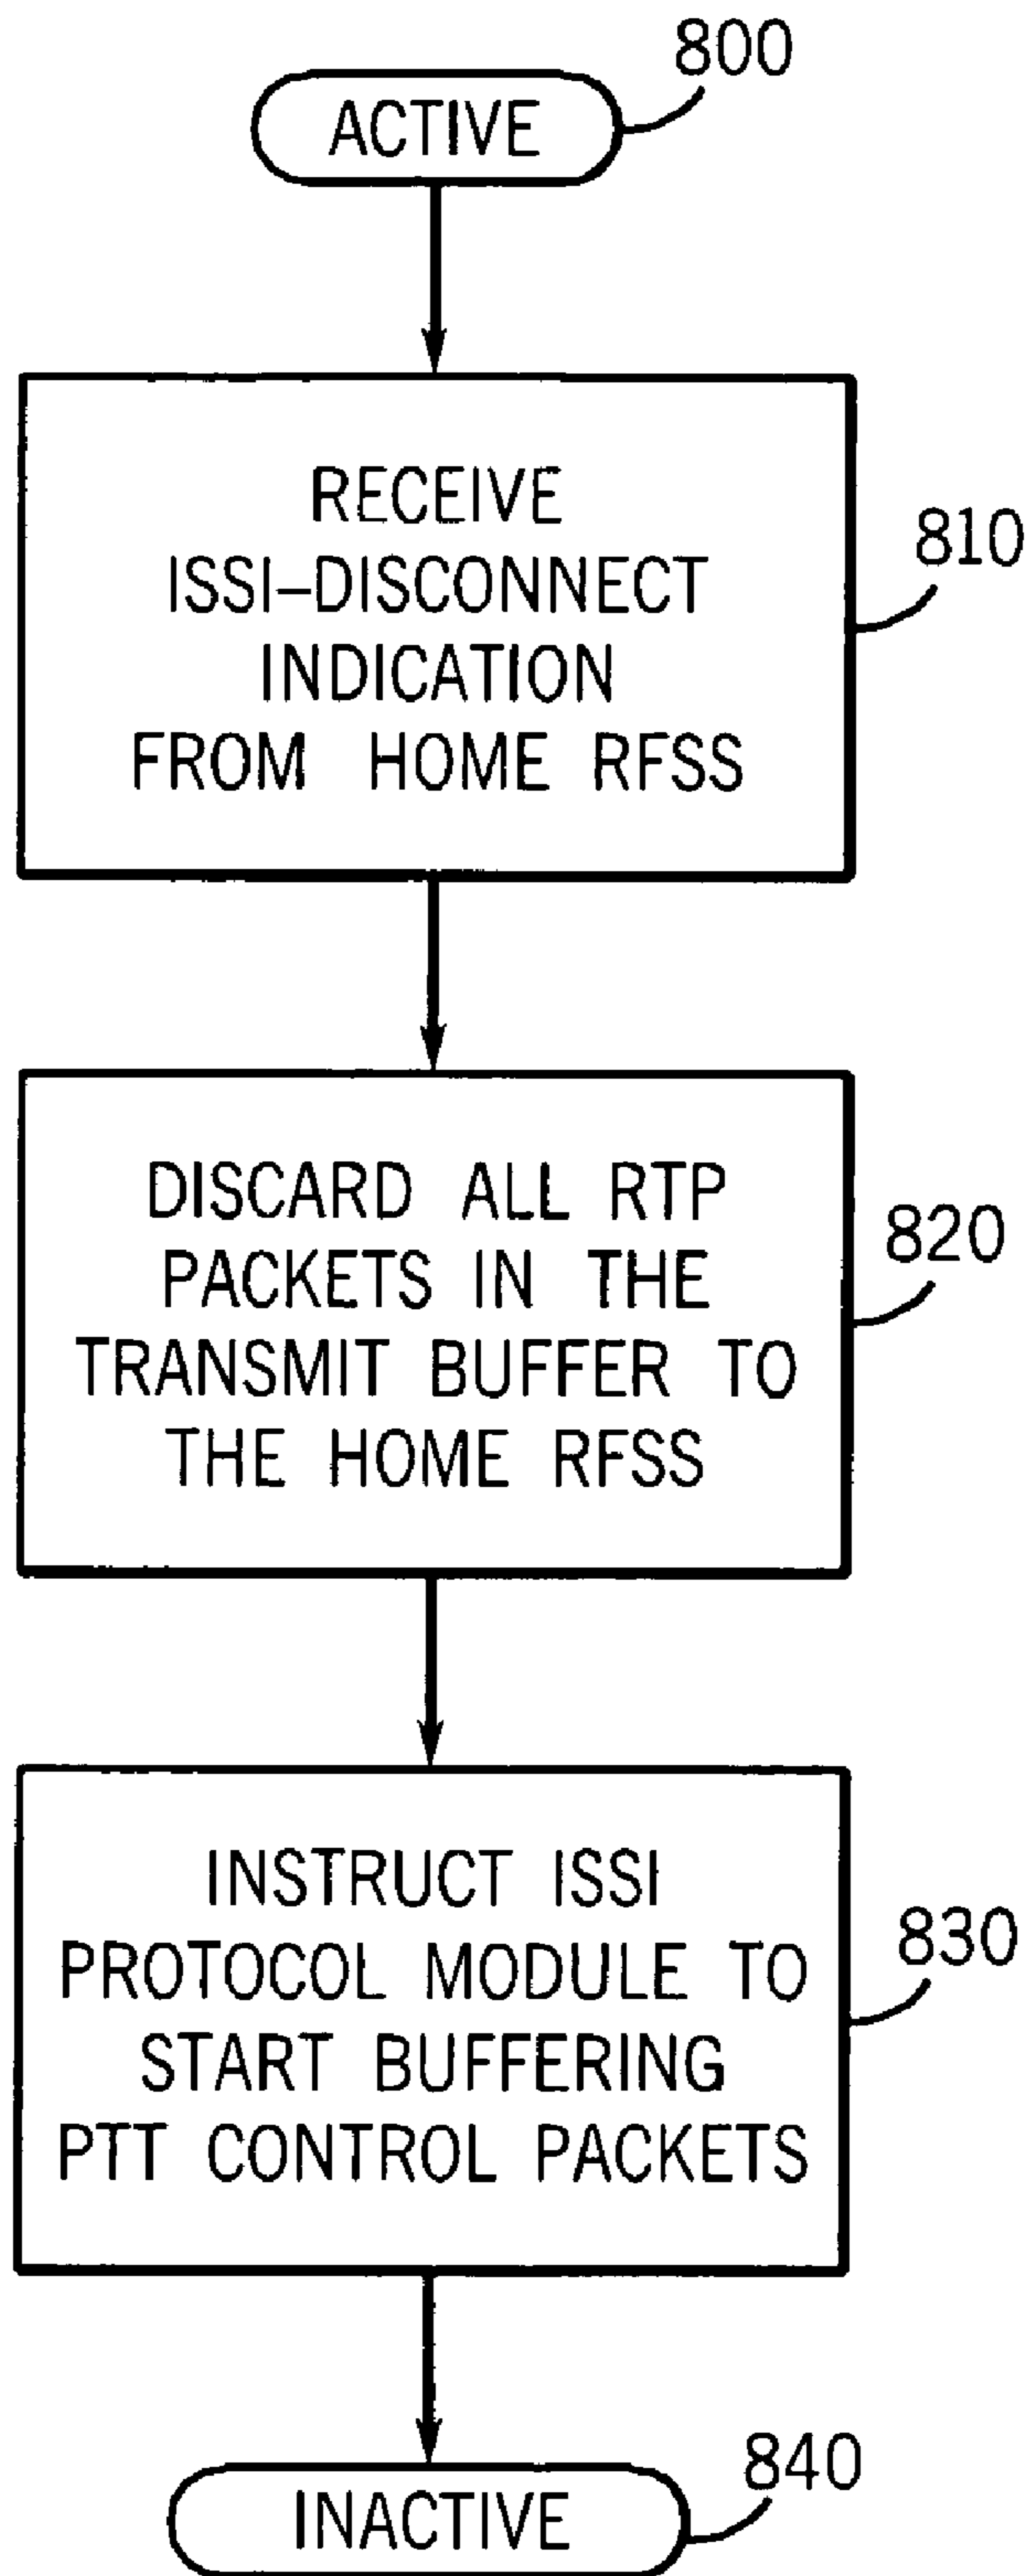 800
ACTIVE
RECEIVE
ISSI–DISCONNECT
INDICATION
FROM HOME RFSS
810
DISCARD ALL RTP
PACKETS IN THE
TRANSMIT BUFFER TO
THE HOME RFSS
820
INSTRUCT ISSI
PROTOCOL MODULE TO
START BUFFERING
PTT CONTROL PACKETS
830
840
INACTIVE